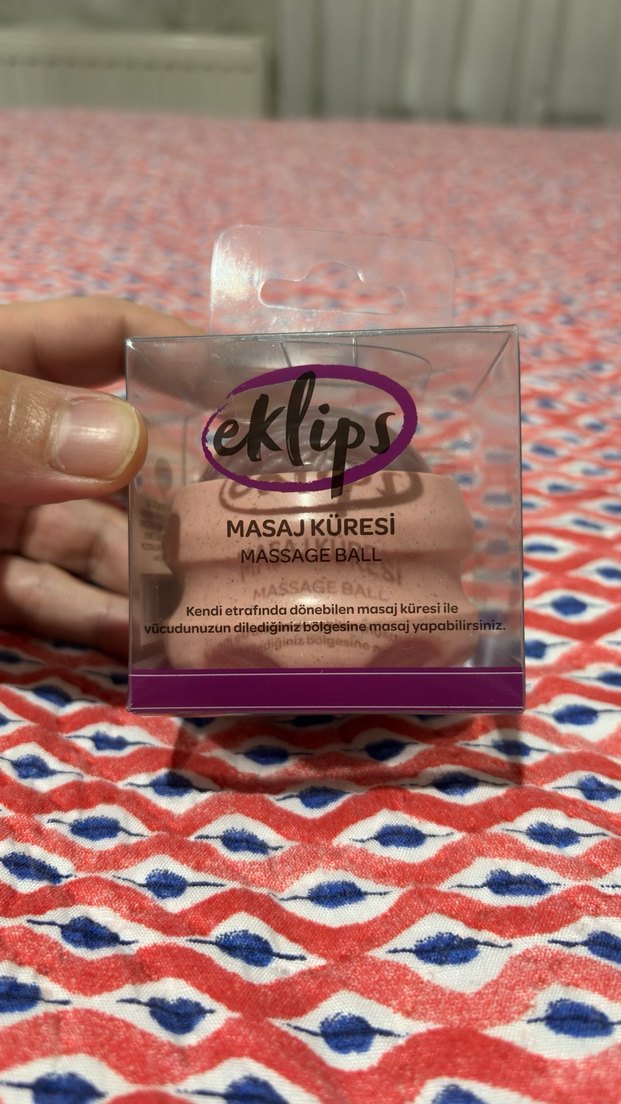 eklips
MASAJ KÜRESİ
MASSAGE BALL
Kendi etrafında dönebilen masaj küresi ile
vücudunuzun dilediğiniz bölgesine masaj yapabilirsiniz.